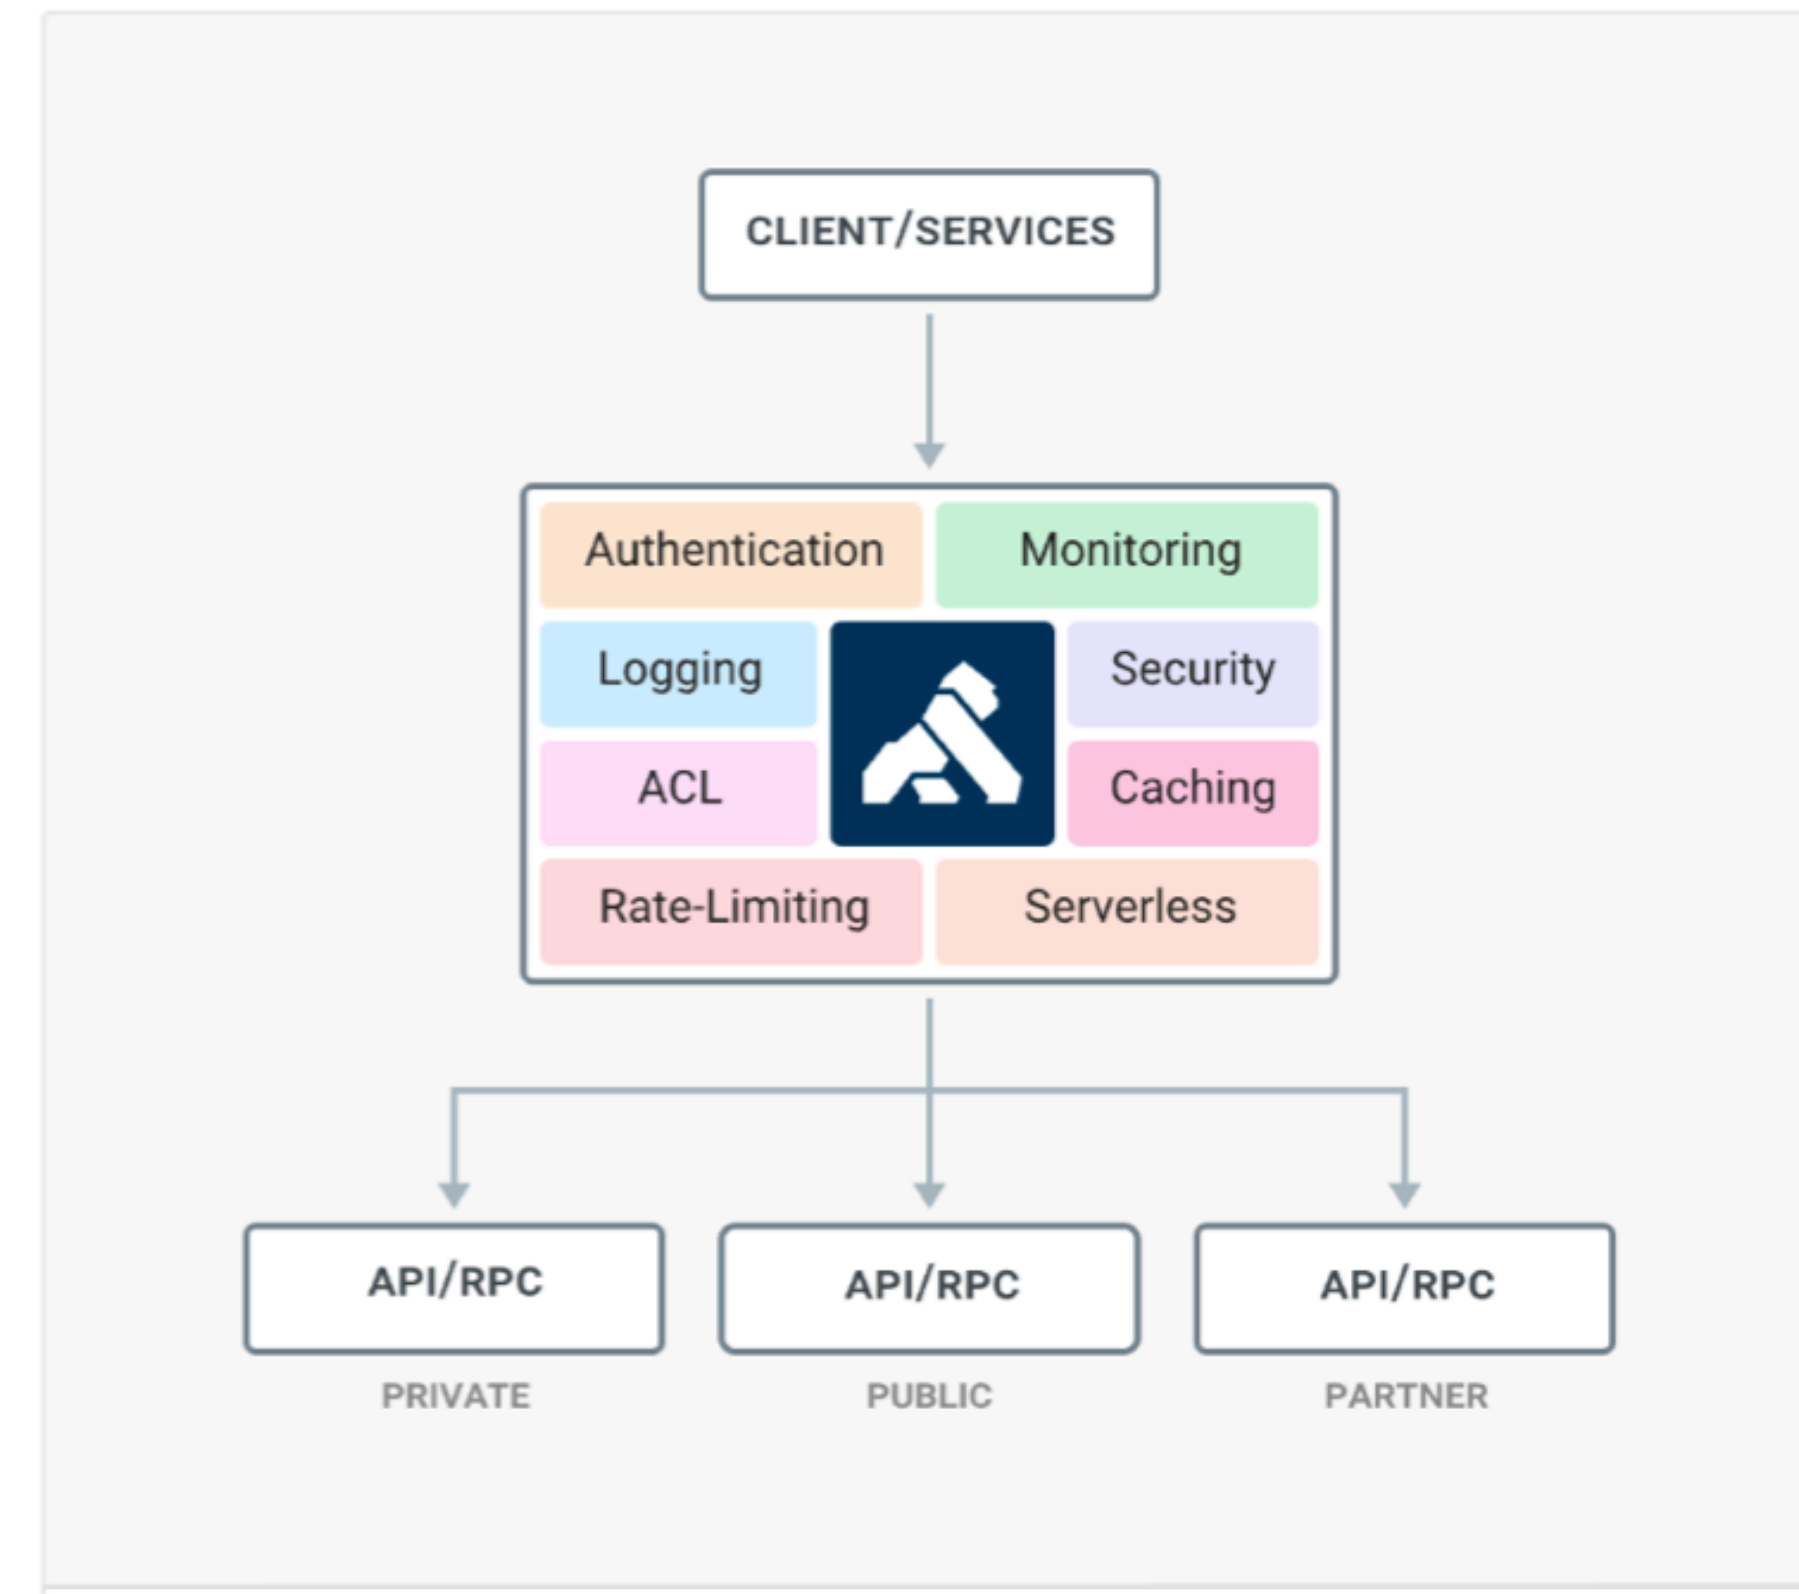 CLIENT/SERVICES
Authentication
Monitoring
Logging
Security
ACL
Caching
Rate-Limiting
Serverless
API/RPC
API/RPC
API/RPC
PRIVATE
PUBLIC
PARTNER